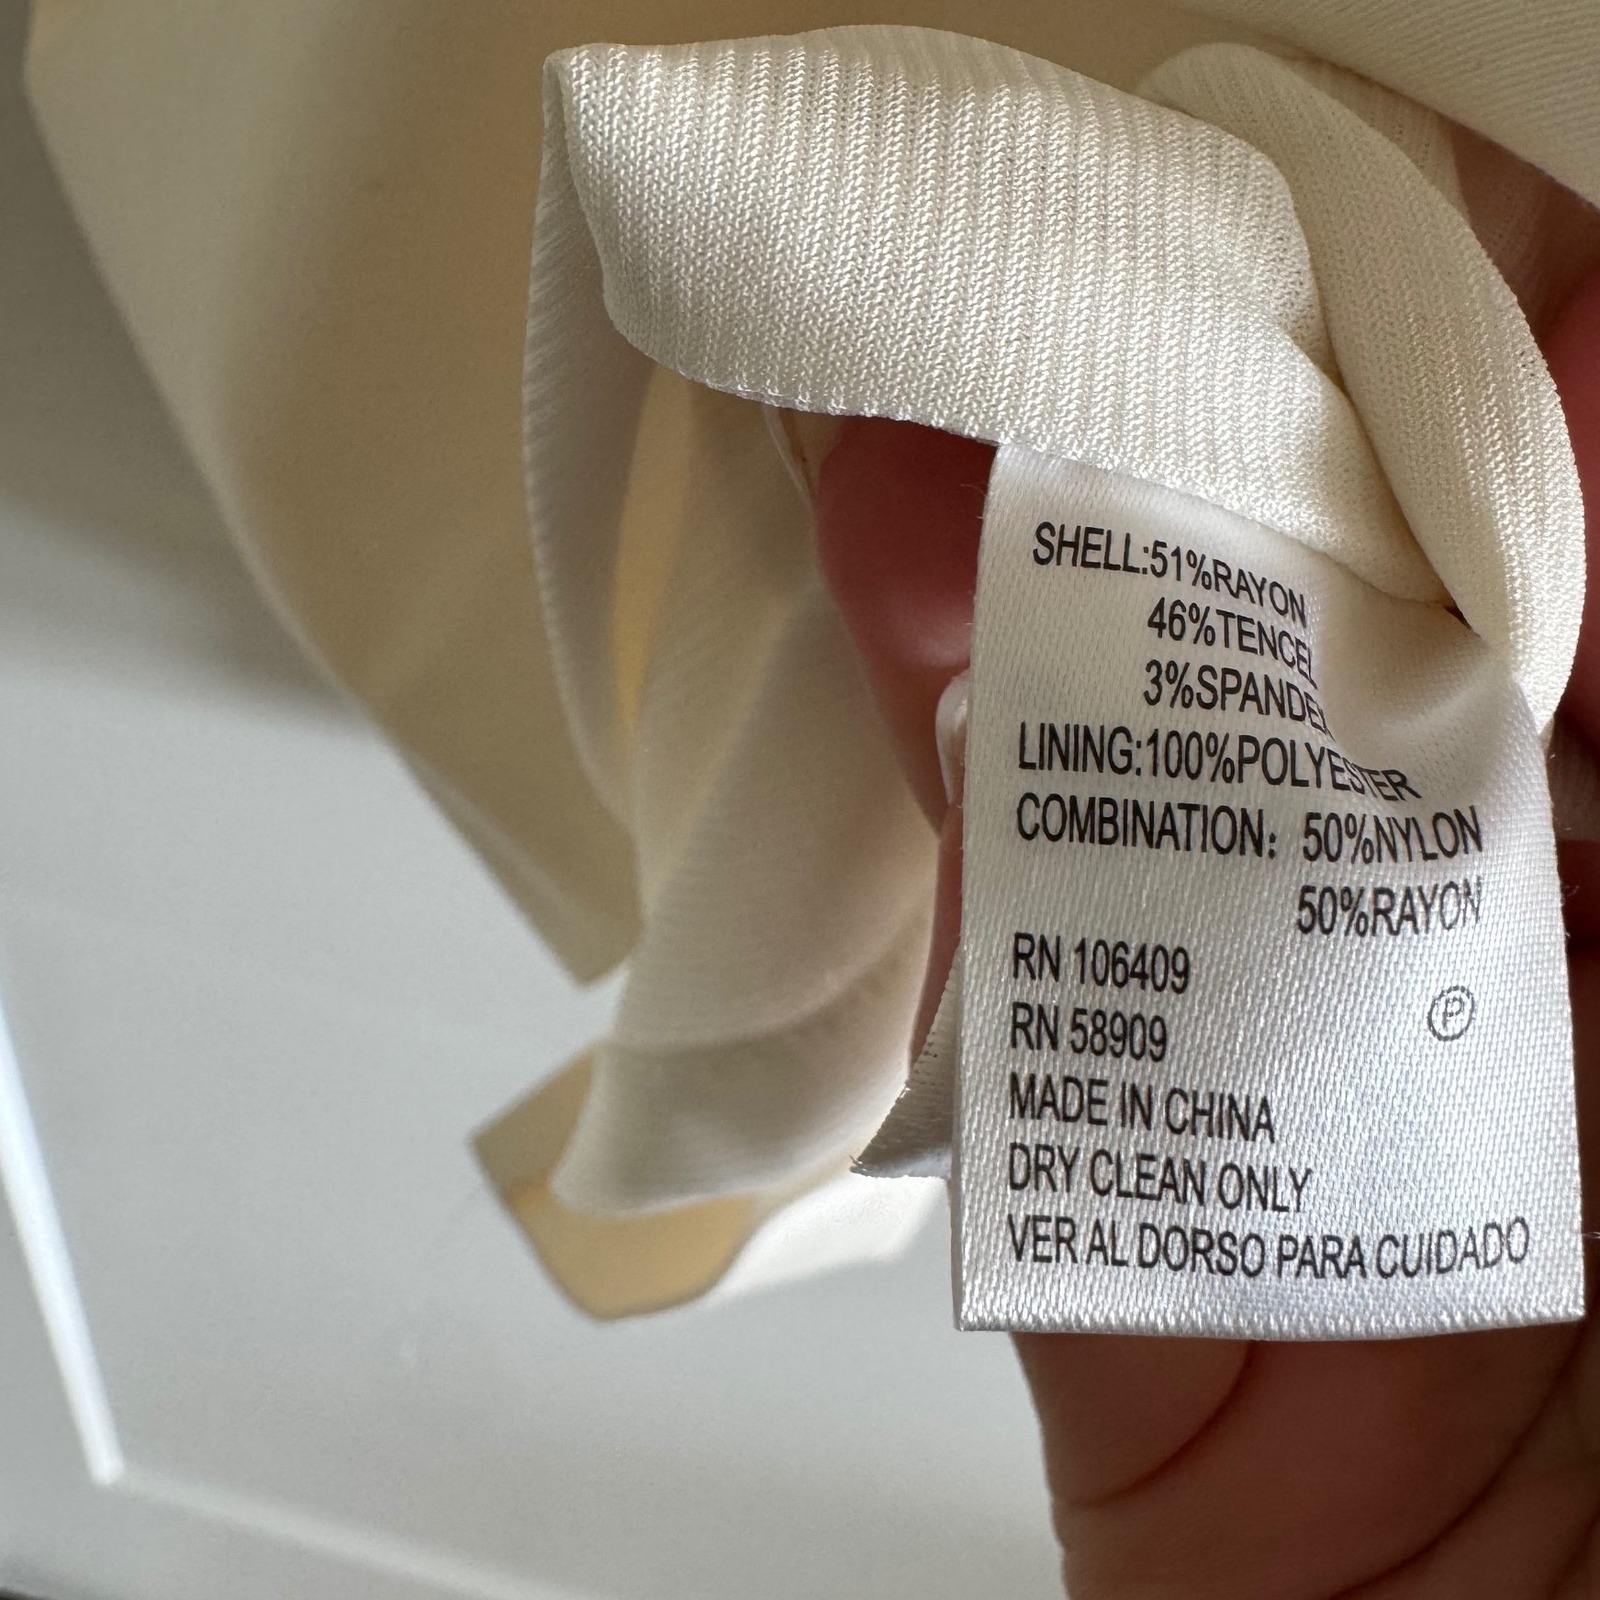 SHELL:51%RAYON
46%TENCEL
3%SPANDEX
LINING:100%POLYESTER
COMBINATION: 50%NYLON
50%RAYON
RN 106409
P
RN 58909
MADE IN CHINA
DRY CLEAN ONLY
VER AL DORSO PARA CUIDADO